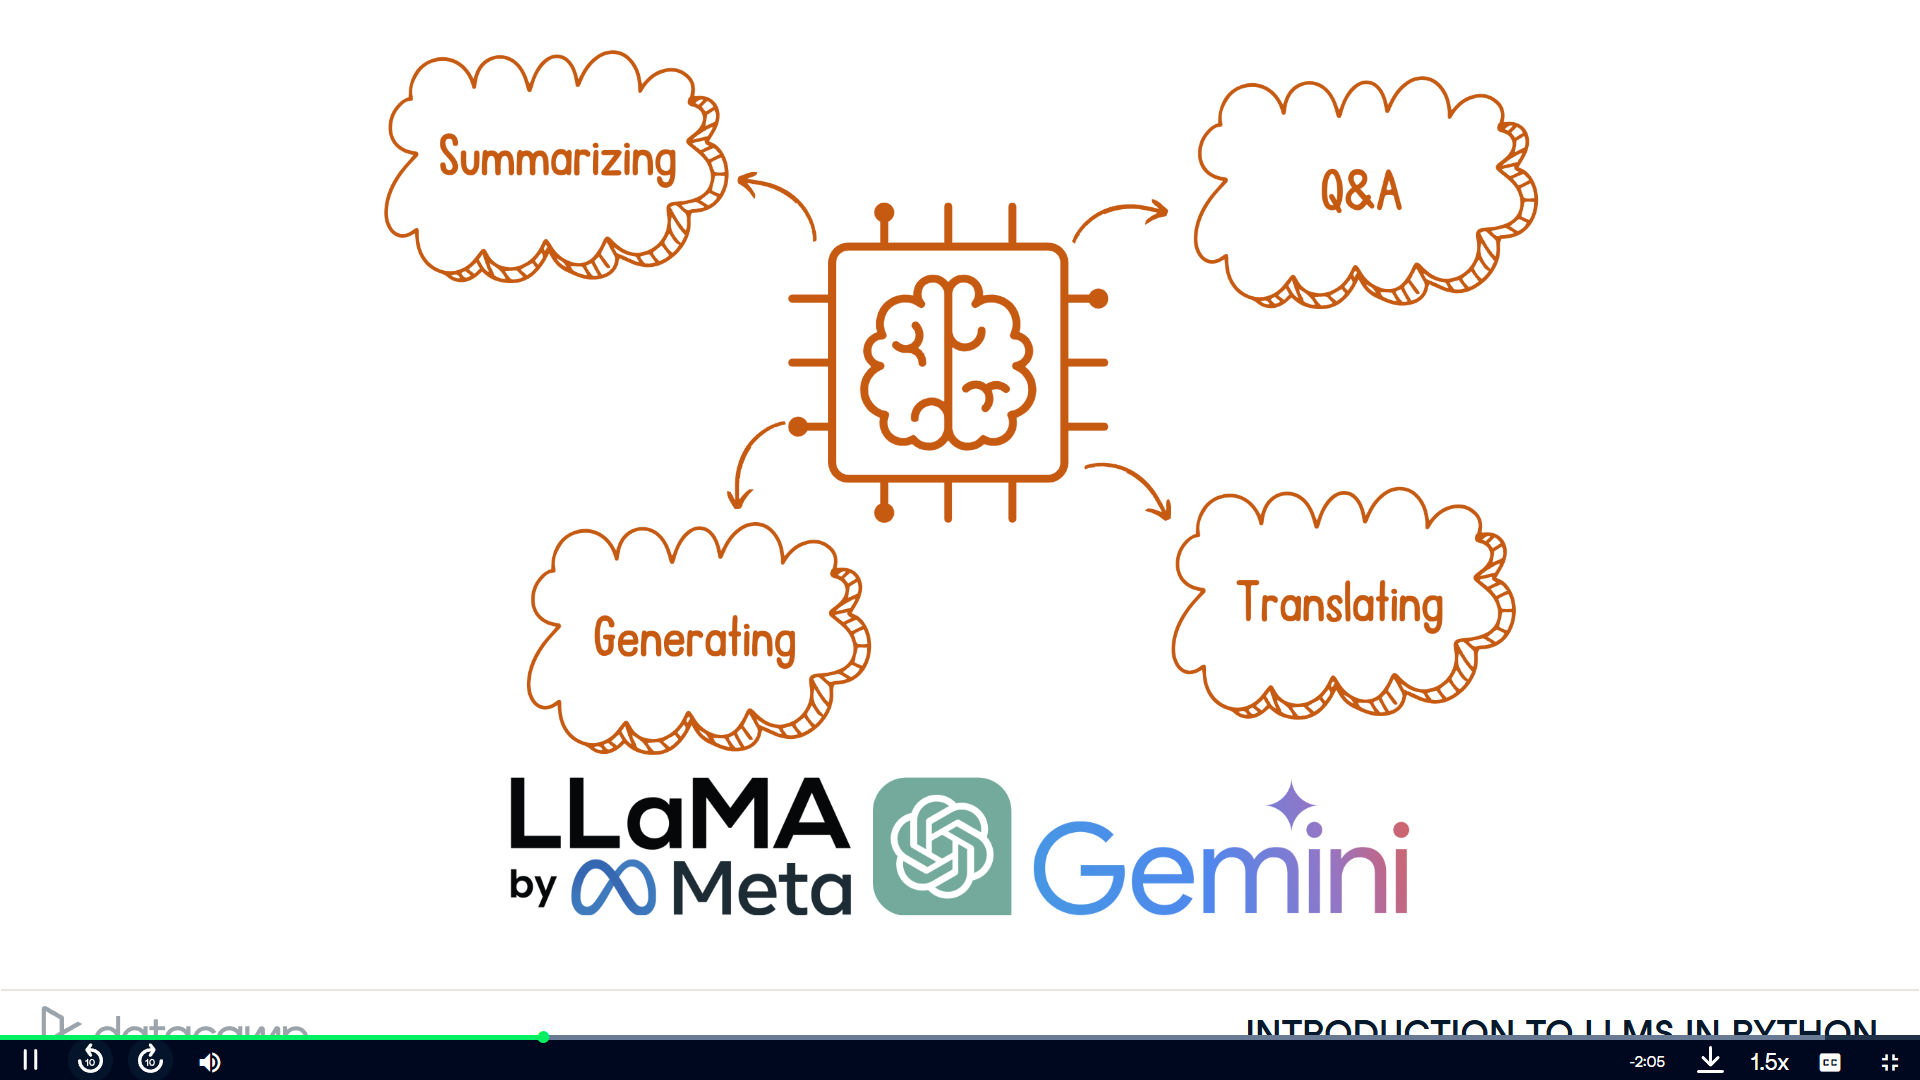 Summarizing
Q&A
Generating
Translating
LLaMA
by Meta
Gemini
datacamp
INTRODUCTION TO LLMS IN PYTHON
10
10
-2:05
1.5x
CC